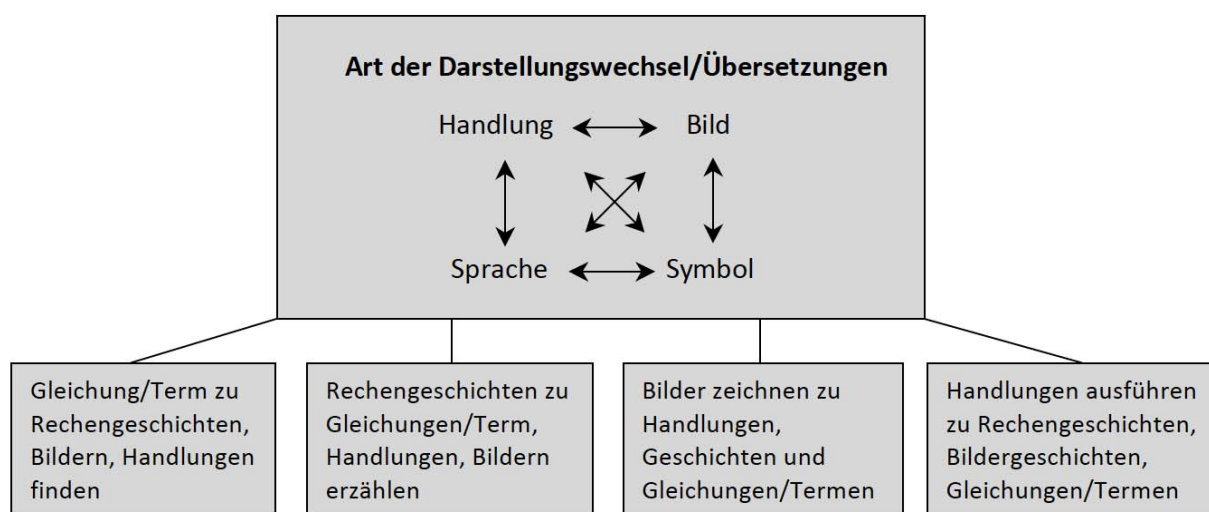 Art der Darstellungswechsel/Übersetzungen
Handlung Bild
Sprache Symbol
Gleichung/Term zu
Rechengeschichten,
Bildern, Handlungen
finden
Rechengeschichten zu
Gleichungen/Term,
Handlungen, Bildern
erzählen
Bilder zeichnen zu
Handlungen,
Geschichten und
Gleichungen/Termen
Handlungen ausführen
zu Rechengeschichten,
Bildergeschichten,
Gleichungen/Termen